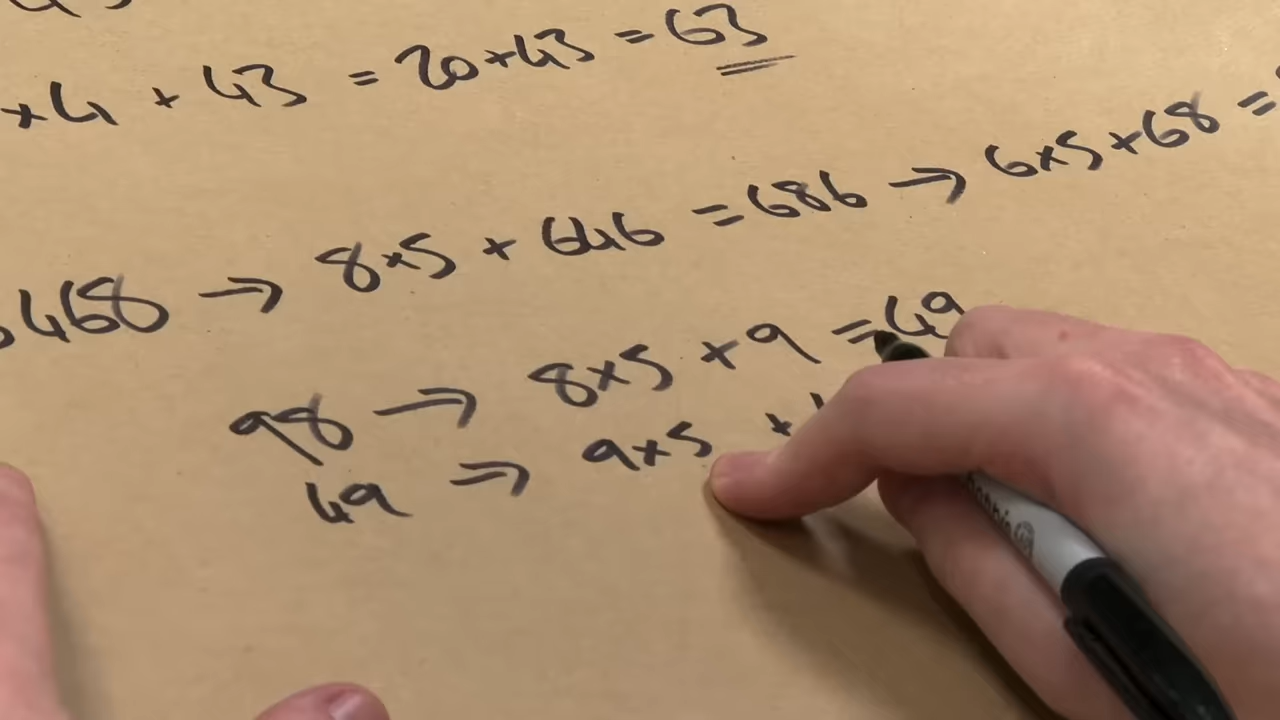 ×4 + 43 = 20+43 = 63
468 → 8×5 + 646 = 686 → 6×5+68 =
98 → 8×5 + 9 = 49
49 → 9×5 +